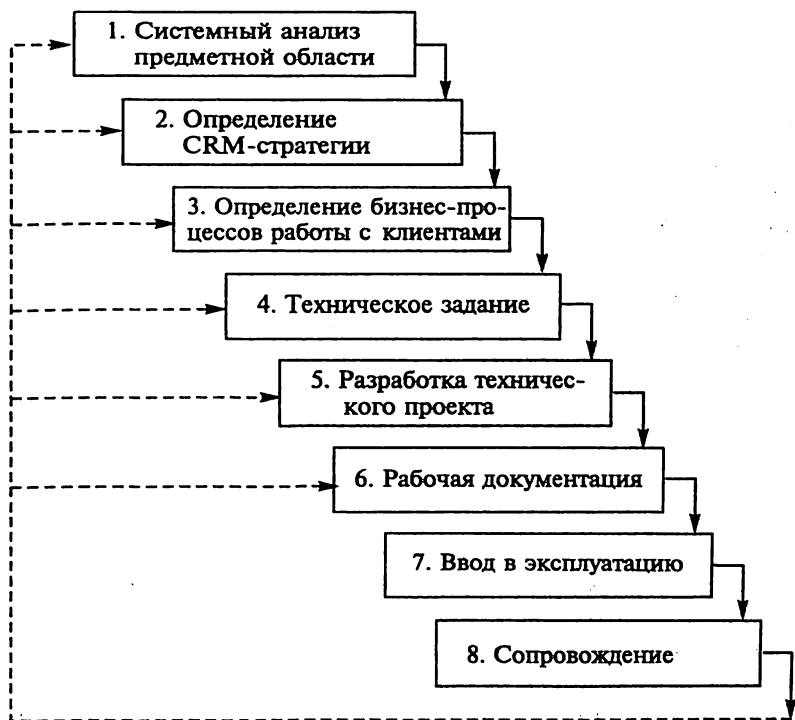 1. Системный анализ
предметной области
2. Определение
CRM-стратегии
3. Определение бизнес-про-
цессов работы с клиентами
4. Техническое задание
5. Разработка техничес-
кого проекта
6. Рабочая документация
7. Ввод в эксплуатацию
8. Сопровождение